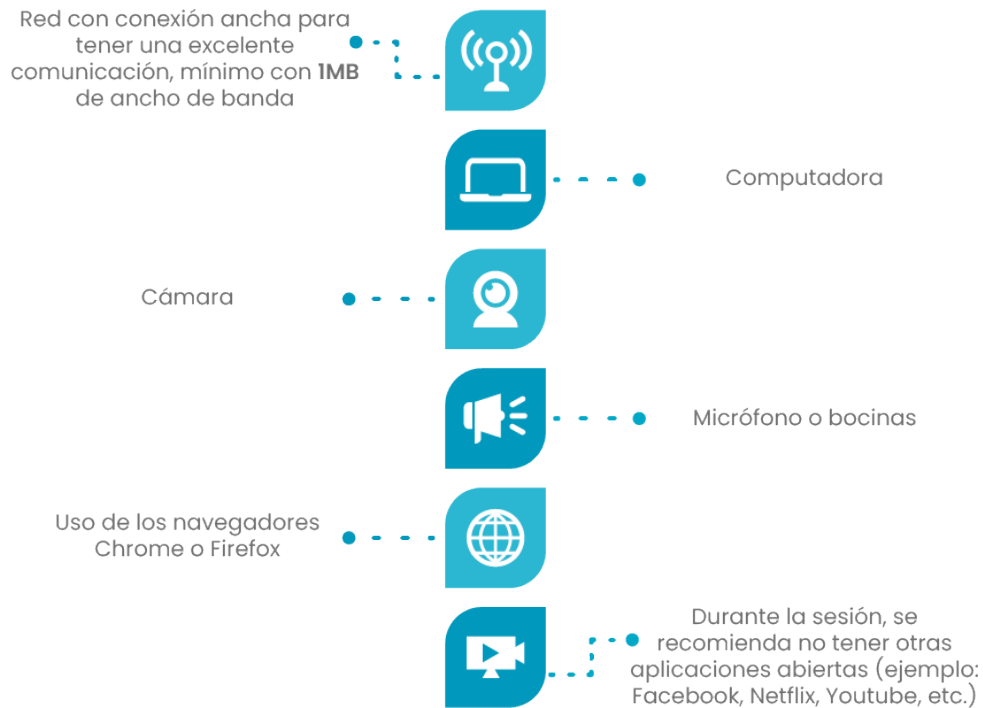 Red con conexión ancha para
tener una excelente
comunicación, mínimo con 1MB
de ancho de banda
Computadora
Cámara
Micrófono o bocinas
Uso de los navegadores
Chrome o Firefox
Durante la sesión, se
recomienda no tener otras
aplicaciones abiertas (ejemplo:
Facebook, Netflix, Youtube, etc.)